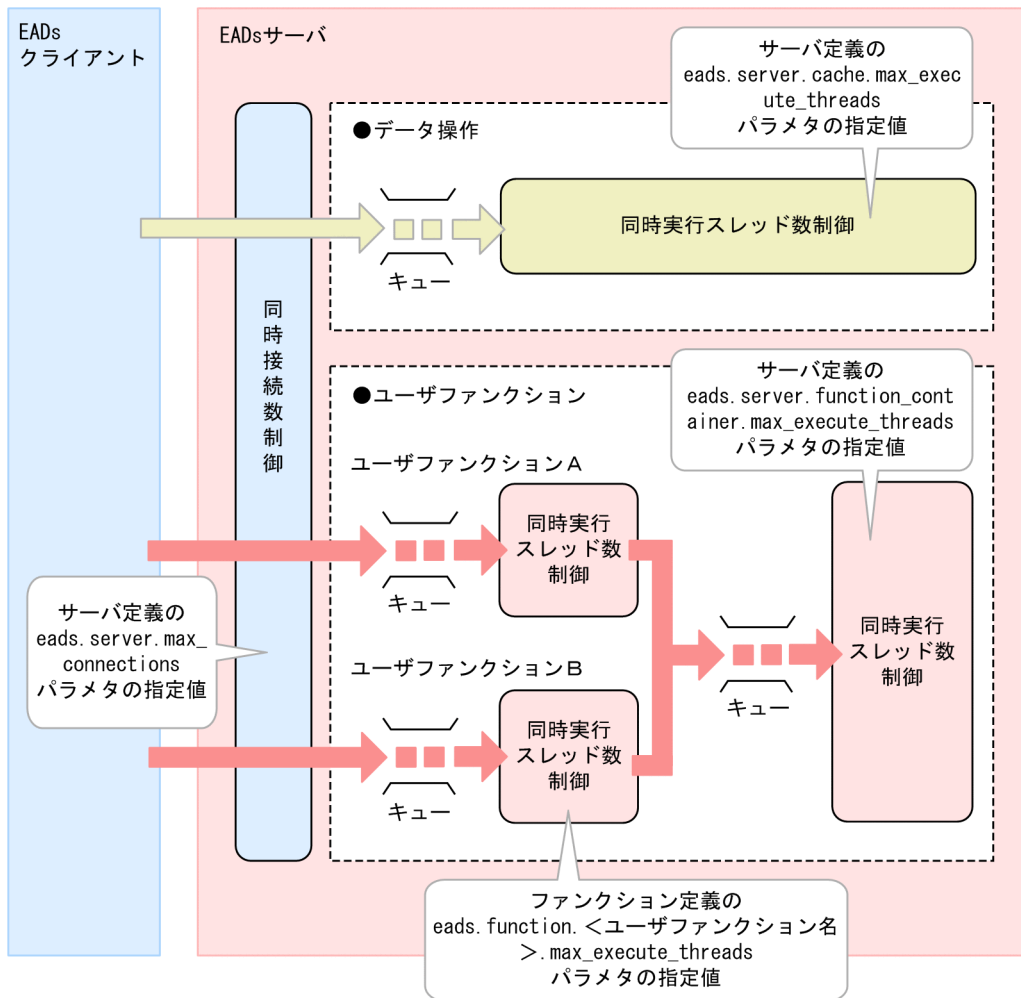 EADs
クライアント
EADsサーバ
サーバ定義の
eads.server.cache.max_exec
ute_threads
パラメタの指定値
●データ操作
同時実行スレッド数制御
キュー
同
時
接
続
数
制
御
●ユーザファンクション
サーバ定義の
eads.server.function_cont
ainer.max_execute_threads
パラメタの指定値
ユーザファンクションA
同時実行
スレッド数
制御
キュー
サーバ定義の
eads.server.max_
connections
パラメタの指定値
ユーザファンクションB
同時実行
スレッド数
制御
キュー
キュー
同時実行
スレッド数
制御
ファンクション定義の
eads.function.<ユーザファンクション名
>.max_execute_threads
パラメタの指定値